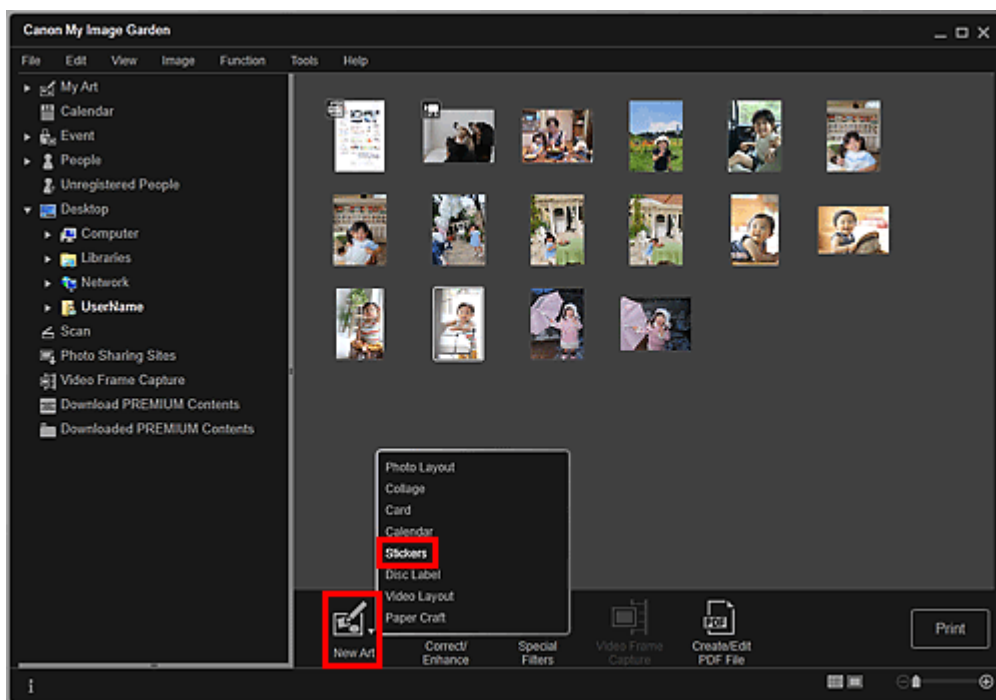 Canon My Image Garden
File Edit View Image Function Tools Help
My Art
Calendar
Event
People
Unregistered People
Desktop
Computer
Libraries
Network
UserName
Scan
Photo Sharing Sites
Video Frame Capture
Download PREMIUM Contents
Downloaded PREMIUM Contents
Photo Layout
Collage
Card
Calendar
Stickers
Disc Label
Video Layout
Paper Craft
New Art
Correct/
Enhance
Special
Filters
Video Frame
Capture
PDF
Create/Edit
PDF File
Print